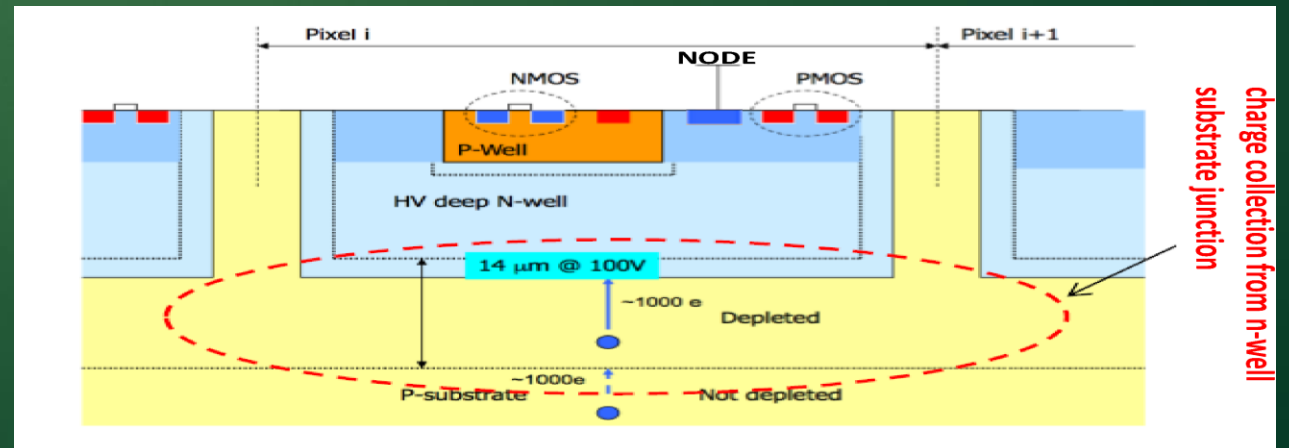 Pixel i
Pixel i+1
NODE
NMOS
PMOS
P-Well
HV deep N-well
14 µm @ 100V
~1000 e
Depleted
~1000e
P-substrate
Not depleted
charge collection from n-well
substrate junction